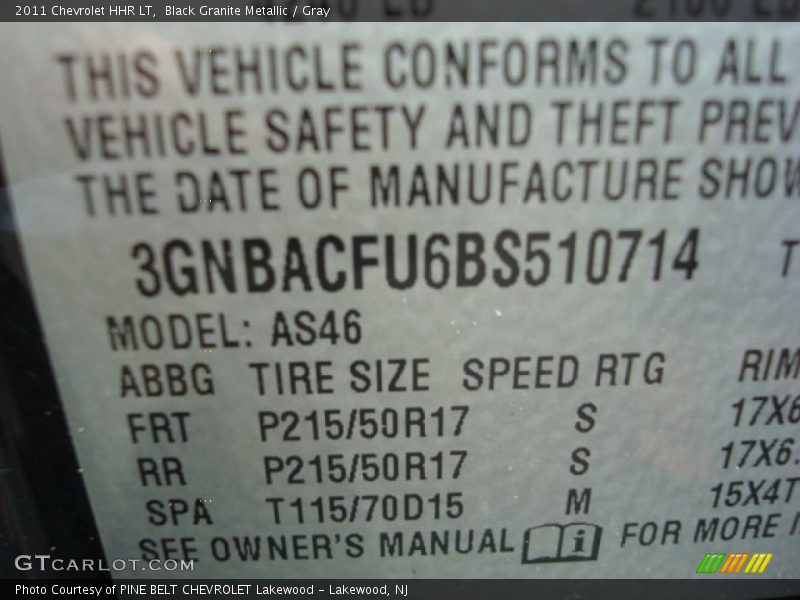 2011 Chevrolet HHR LT, Black Granite Metallic / Gray
THIS VEHICLE CONFORMS TO ALL
VEHICLE SAFETY AND THEFT PREV
THE DATE OF MANUFACTURE SHOW
3GNBACFU6BS510714 T
MODEL: AS46
ABBG TIRE SIZE SPEED RTG RIM
FRT P215/50R17 S 17X6
RR P215/50R17 S 17X6.
SPA T115/70D15 M 15X4T
SEE OWNER'S MANUAL i FOR MORE
GTCARLOT.COM
Photo Courtesy of PINE BELT CHEVROLET Lakewood - Lakewood, NJ